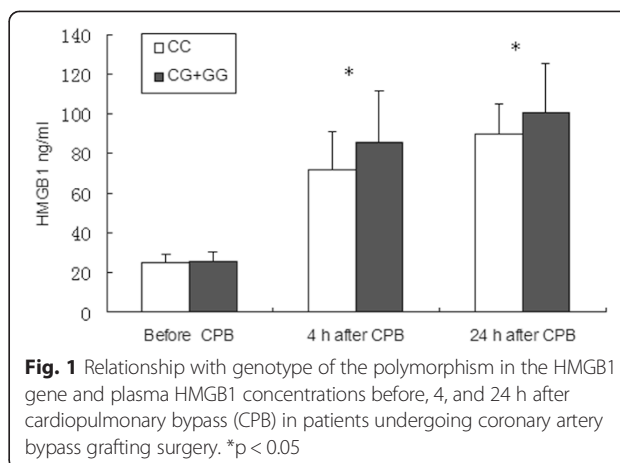 140
120
100
80
60
40
20
0
HMGB1 ng/ml
CC
CG+GG
*
*
Before CPB
4 h after CPB
24 h after CPB
Fig. 1 Relationship with genotype of the polymorphism in the HMGB1
gene and plasma HMGB1 concentrations before, 4, and 24 h after
cardiopulmonary bypass (CPB) in patients undergoing coronary artery
bypass grafting surgery. *p < 0.05